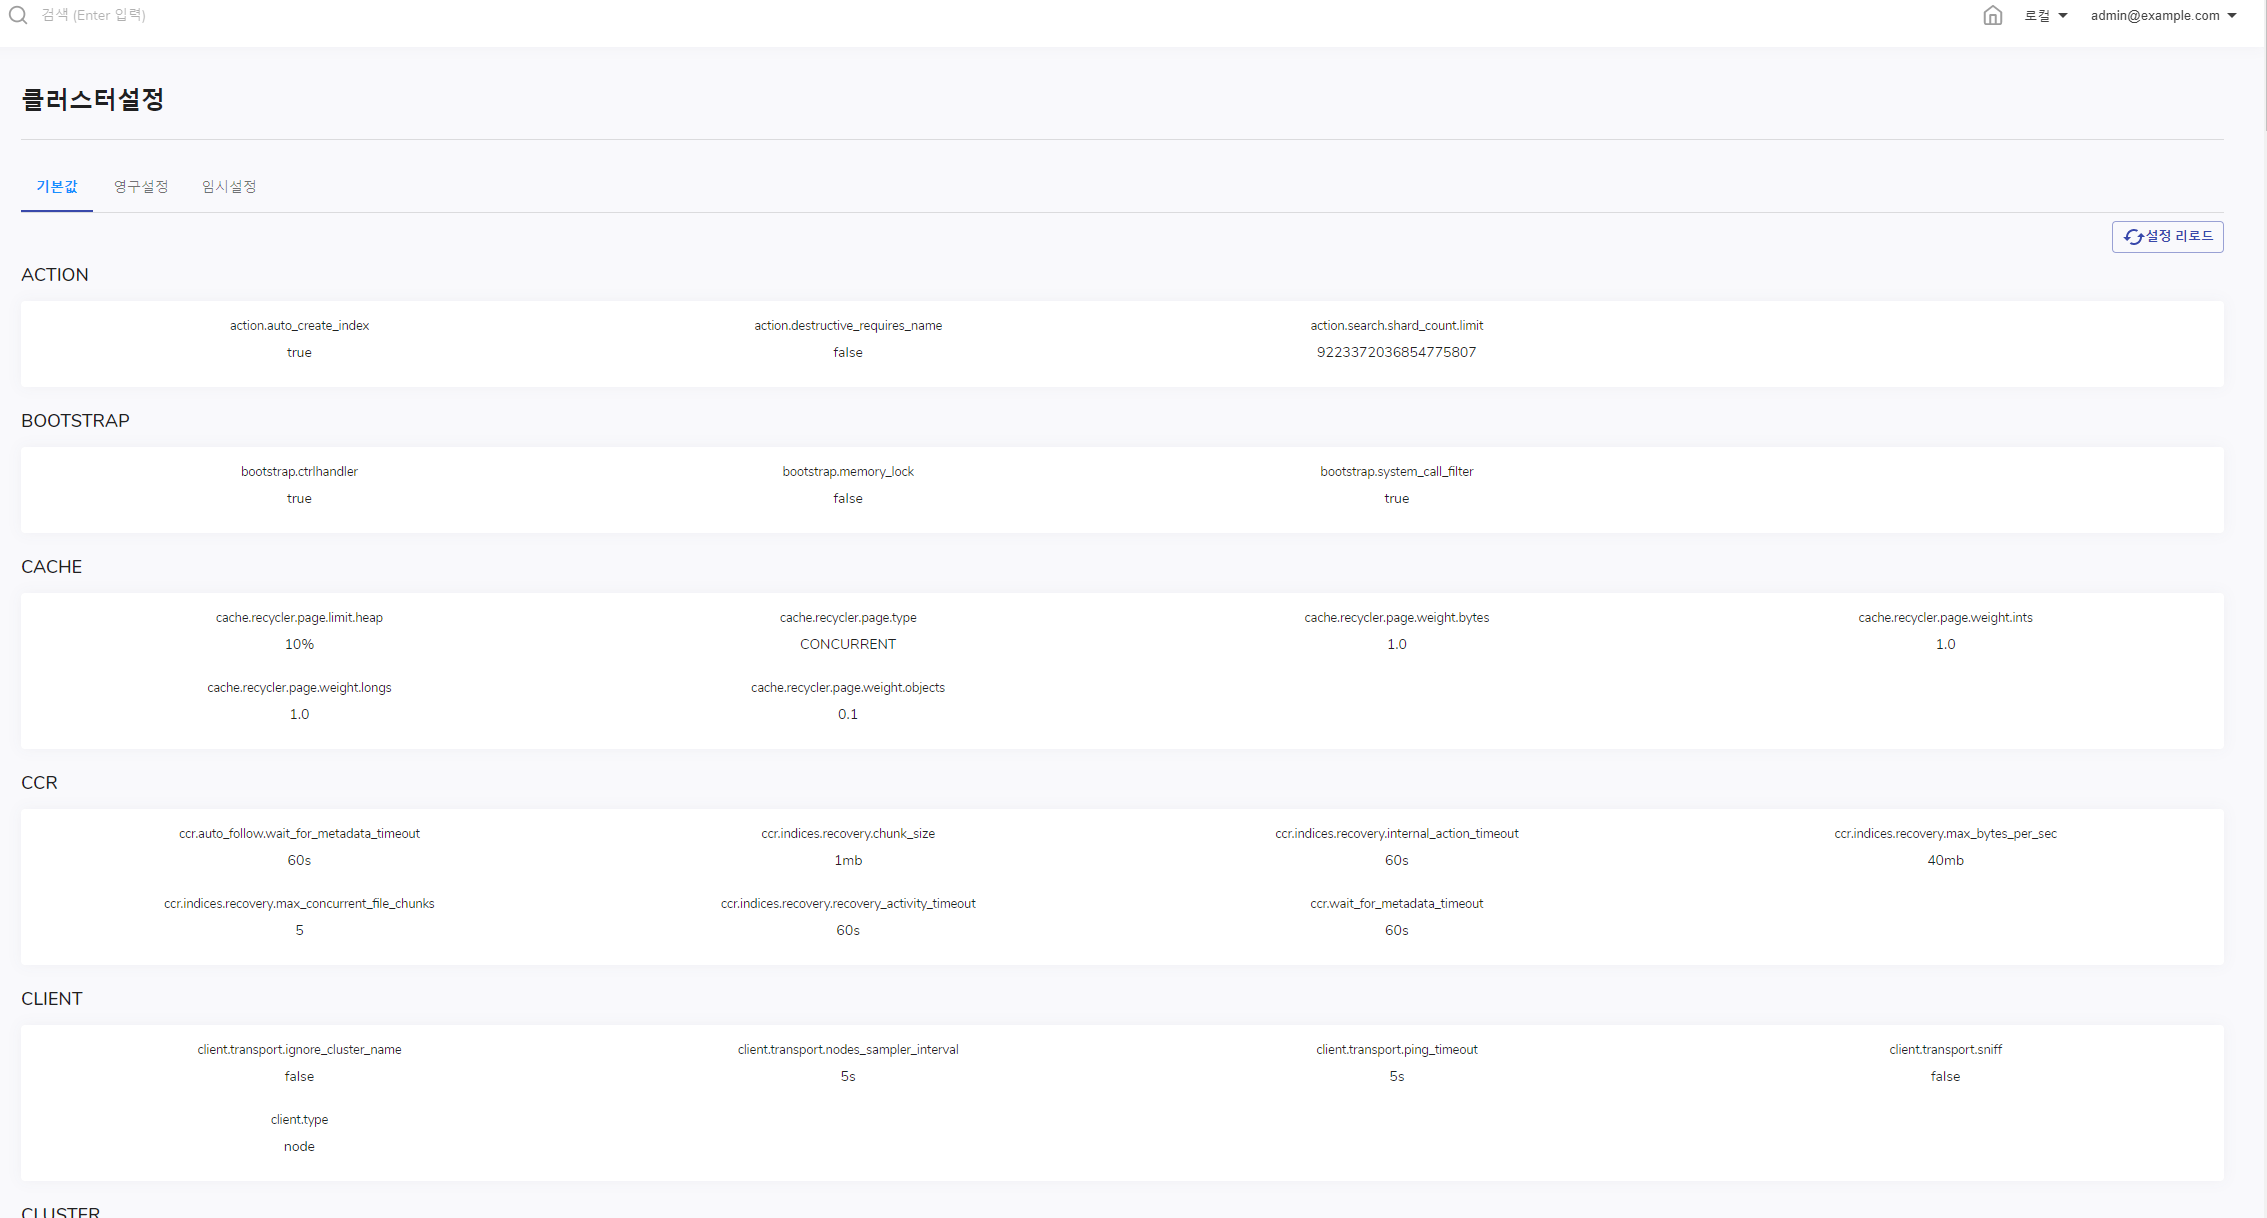 검색 (Enter 입력)
로컬
admin@example.com
클러스터설정
기본값 영구설정 임시설정
설정 리로드
ACTION
action.auto_create_index action.destructive_requires_name action.search.shard_count.limit
true false 9223372036854775807
BOOTSTRAP
bootstrap.ctrlhandler bootstrap.memory_lock bootstrap.system_call_filter
true false true
CACHE
cache.recycler.page.limit.heap cache.recycler.page.type cache.recycler.page.weight.bytes cache.recycler.page.weight.ints
10% CONCURRENT 1.0 1.0
cache.recycler.page.weight.longs cache.recycler.page.weight.objects
1.0 0.1
CCR
ccr.auto_follow.wait_for_metadata_timeout ccr.indices.recovery.chunk_size ccr.indices.recovery.internal_action_timeout ccr.indices.recovery.max_bytes_per_sec
60s 1mb 60s 40mb
ccr.indices.recovery.max_concurrent_file_chunks ccr.indices.recovery.recovery_activity_timeout ccr.wait_for_metadata_timeout
5 60s 60s
CLIENT
client.transport.ignore_cluster_name client.transport.nodes_sampler_interval client.transport.ping_timeout client.transport.sniff
false 5s 5s false
client.type
node
CLUSTER